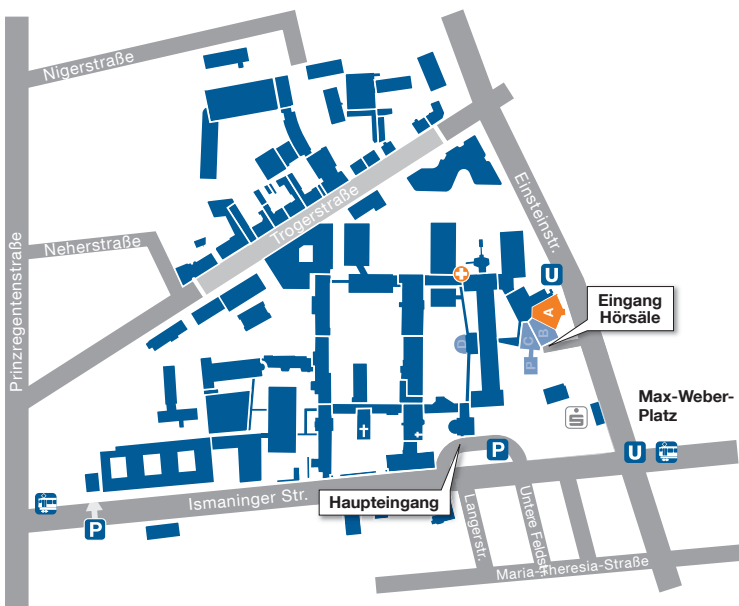 Nigerstraße
Einsteinstr.
Trogerstraße
Neherstraße
Prinzregentenstraße
U
Eingang
Hörsäle
A
B
C
D
P
Max-Weber-
Platz
S
P
U
Haupteingang
Ismaninger Str.
P
Langerstr.
Untere Feldstr.
Maria-Theresia-Straße